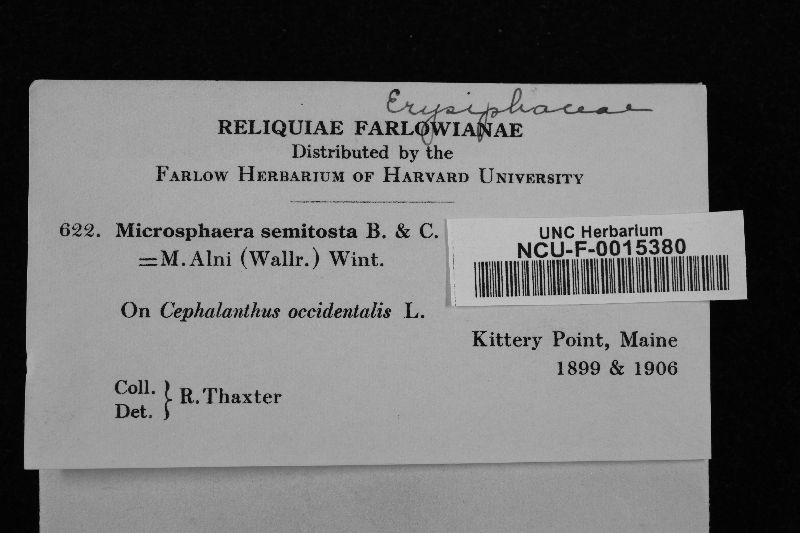 Erysiphaceae
RELIQUIAE FARLOWIANAE
Distributed by the
FARLOW HERBARIUM OF HARVARD UNIVERSITY
622. Microsphaera semitosta B. & C.
=M. Alni (Wallr.) Wint.
UNC Herbarium
NCU-F-0015380
On Cephalanthus occidentalis L.
Kittery Point, Maine
1899 & 1906
Coll. } R. Thaxter
Det.